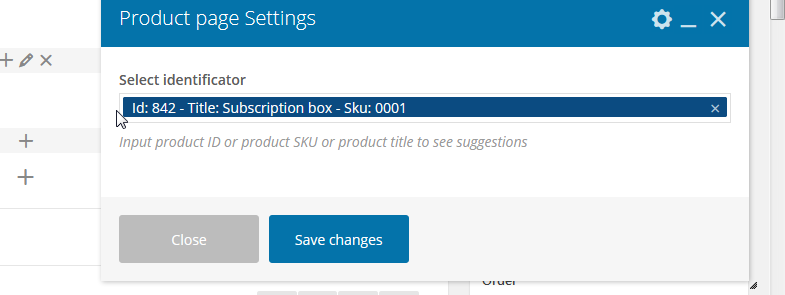 Product page Settings
Select identificator
Id: 842 - Title: Subscription box - Sku: 0001
Input product ID or product SKU or product title to see suggestions
Close
Save changes
Order